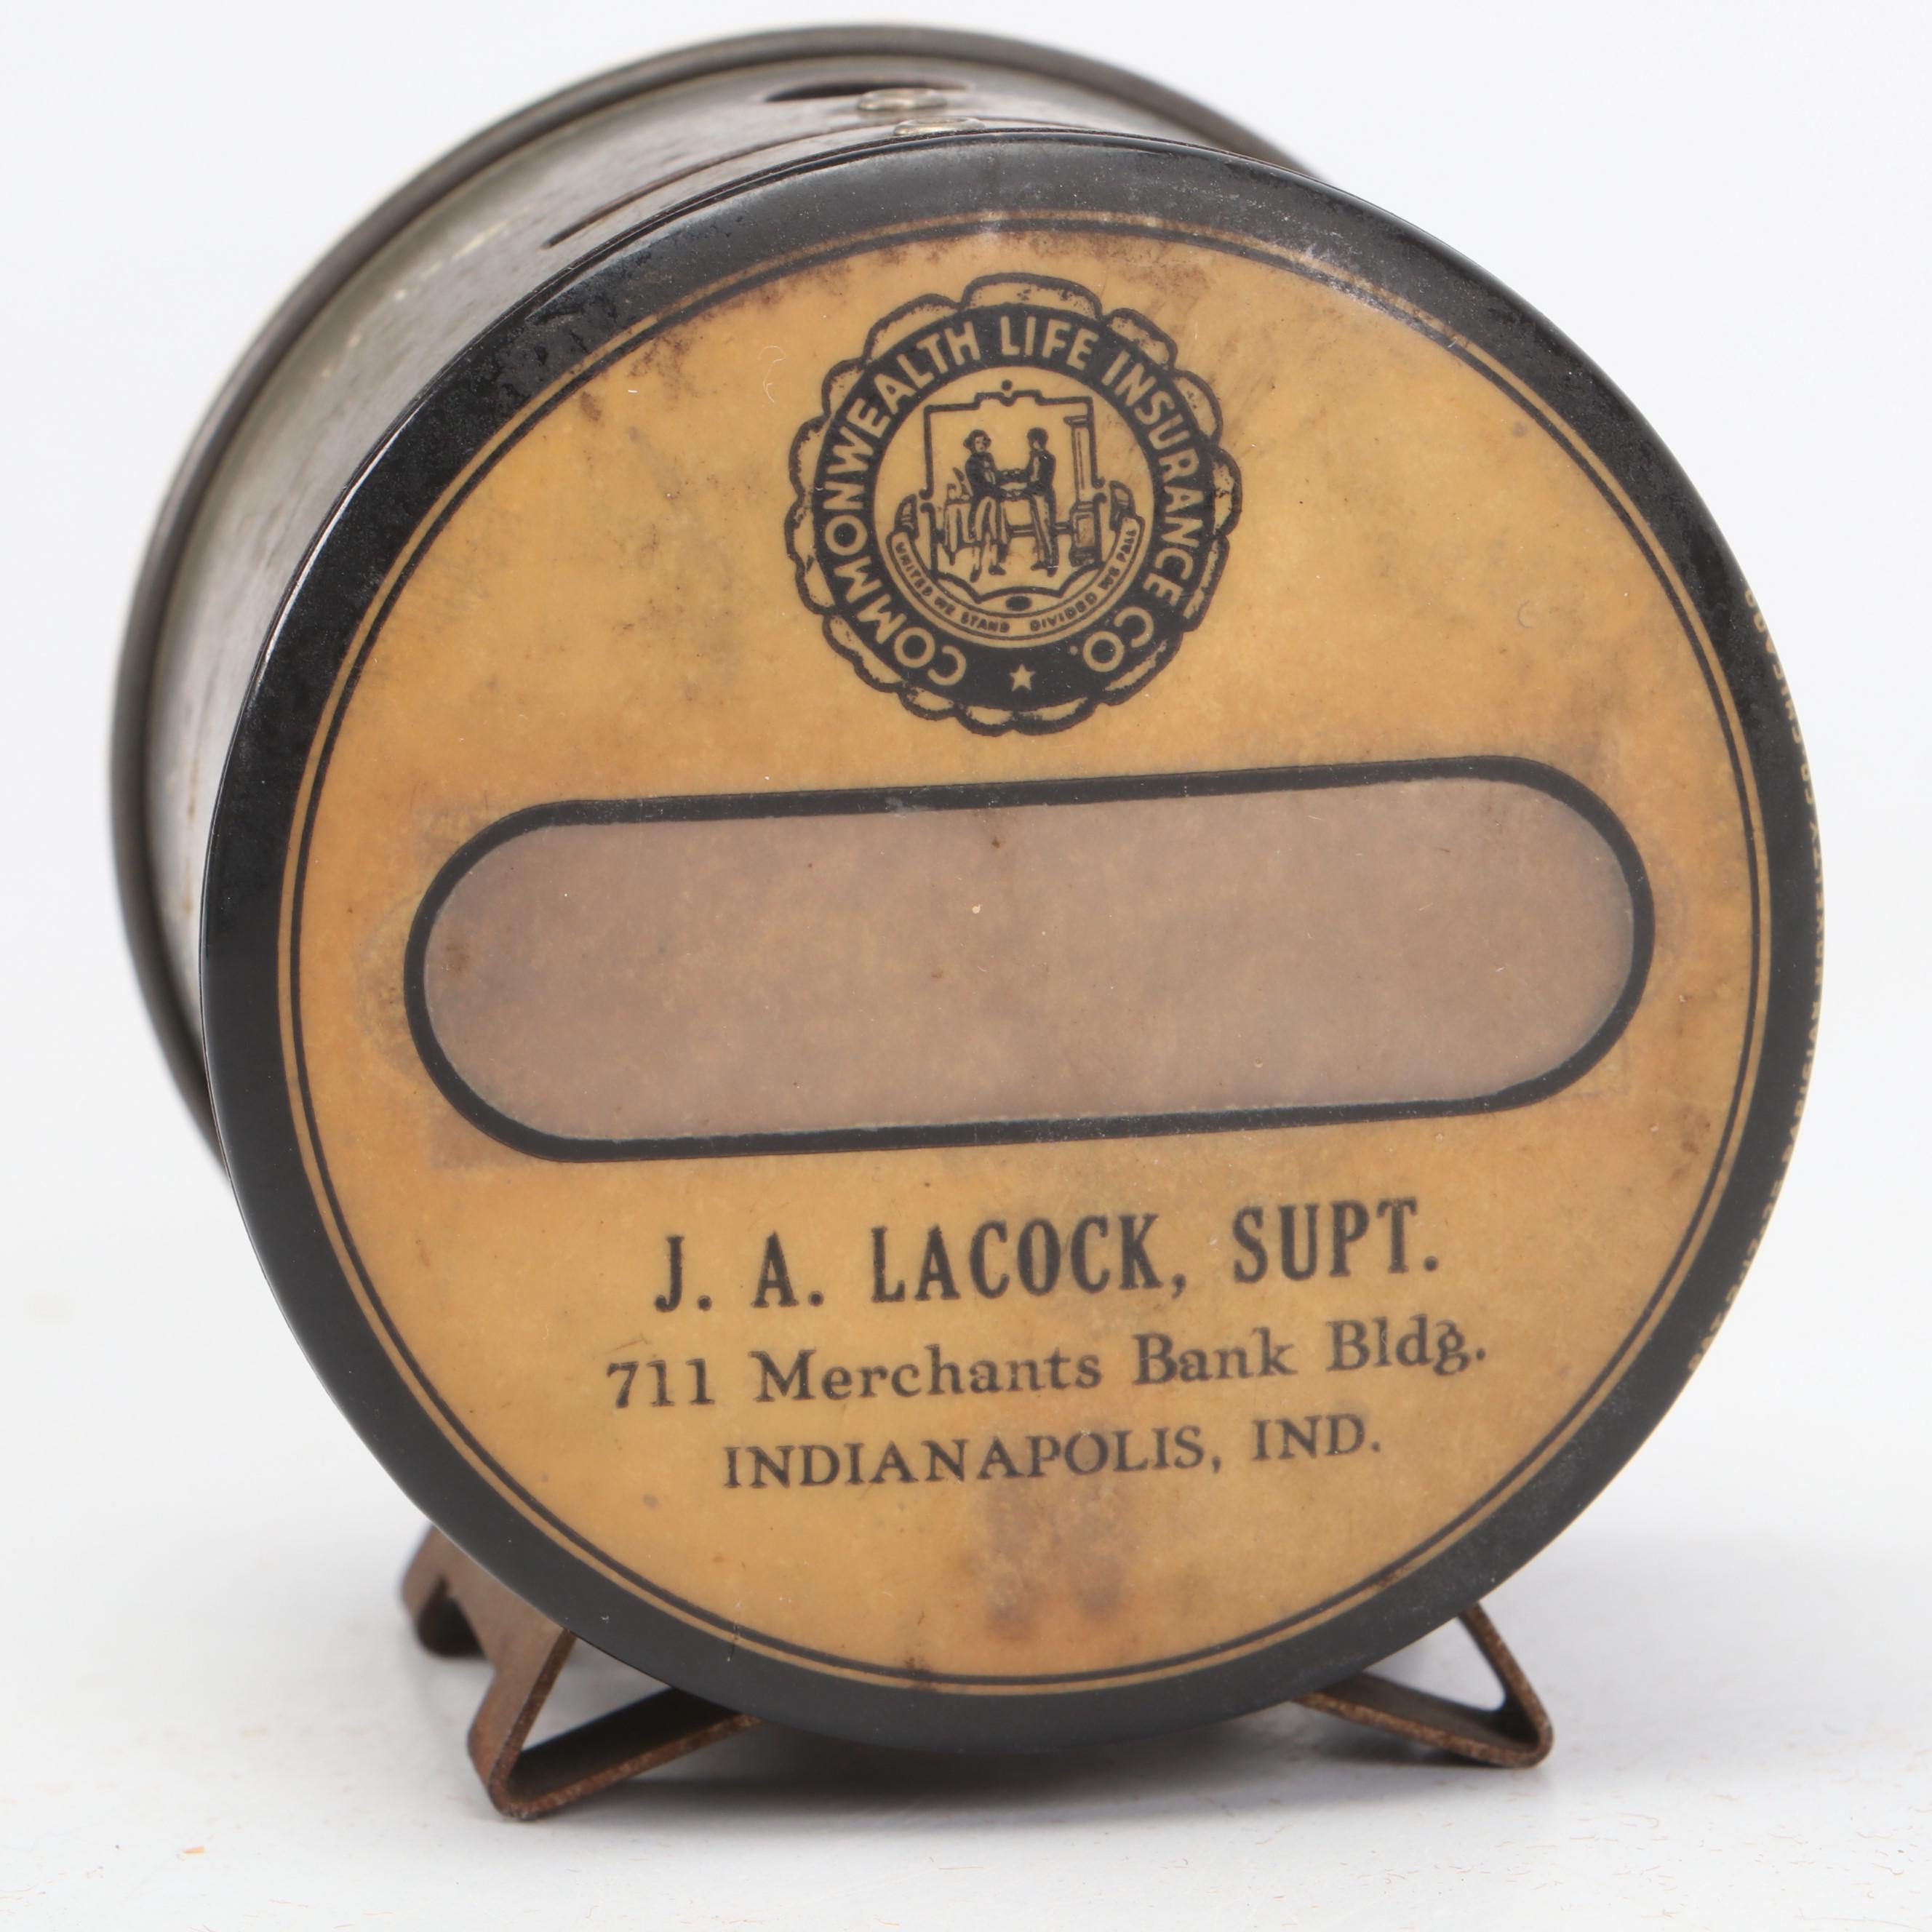 COMMONWEALTH LIFE INSURANCE CO.
UNITED WE STAND DIVIDED WE FALL
J. A. LACOCK, SUPT.
711 Merchants Bank Bldg.
INDIANAPOLIS, IND.